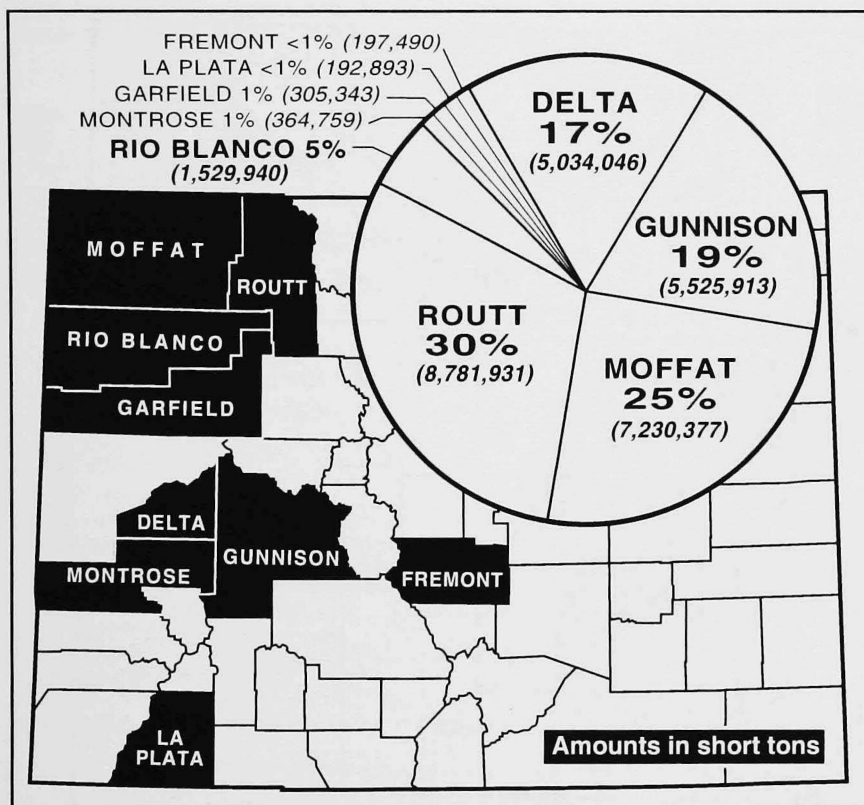 FREMONT <1% (197,490)
LA PLATA <1% (192,893)
GARFIELD 1% (305,343)
MONTROSE 1% (364,759)
RIO BLANCO 5%
(1,529,940)
DELTA
17%
(5,034,046)
GUNNISON
19%
(5,525,913)
MOFFAT
25%
(7,230,377)
ROUTT
30%
(8,781,931)
MOFFAT
ROUTT
RIO BLANCO
GARFIELD
DELTA
GUNNISON
MONTROSE
FREMONT
LA
PLATA
Amounts in short tons